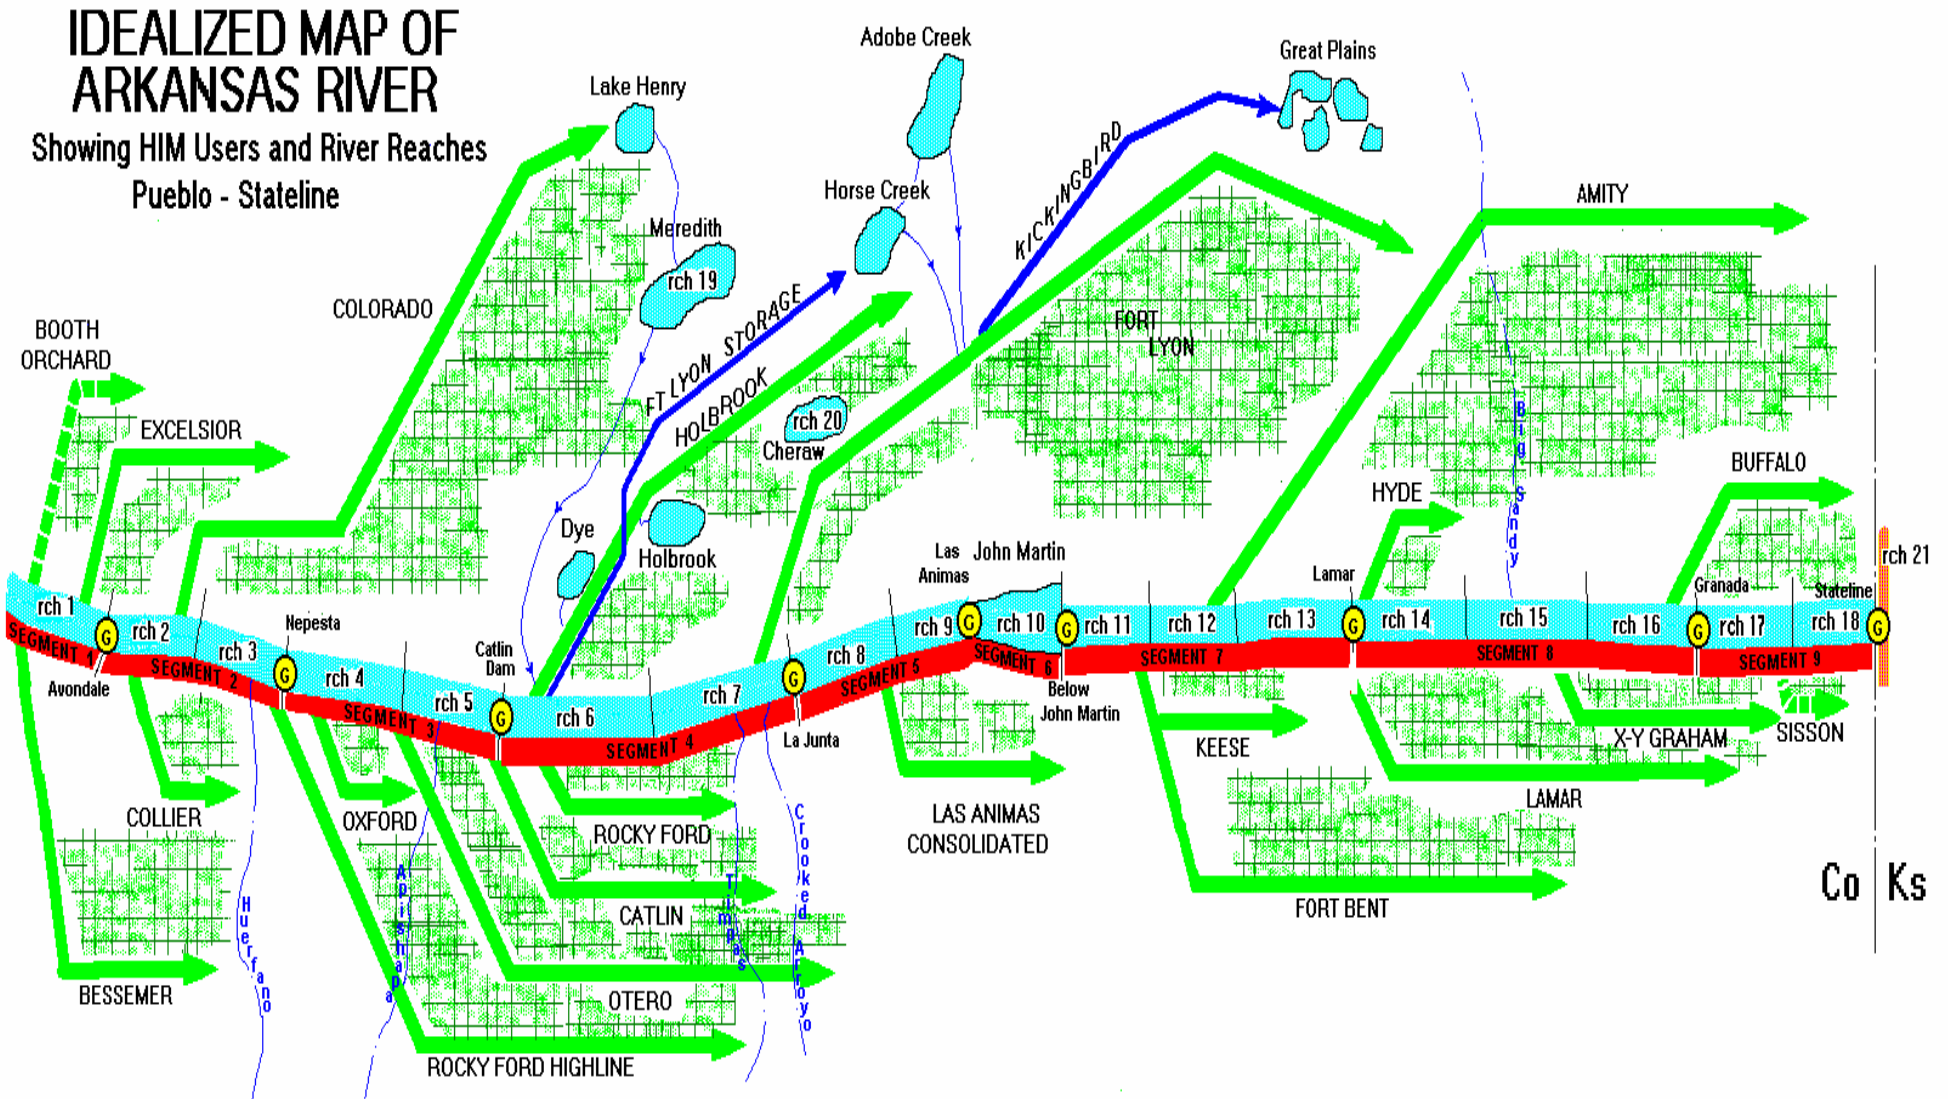 IDEALIZED MAP OF
ARKANSAS RIVER
Showing HIM Users and River Reaches
Pueblo - Stateline
Lake Henry
Adobe Creek
Great Plains
Horse Creek
Meredith
rch 19
KICKINGBIRD
AMITY
COLORADO
FT LYON STORAGE
HOLBROOK
FORT
LYON
BOOTH
ORCHARD
EXCELSIOR
rch 20
Cheraw
Big Sandy
BUFFALO
HYDE
Dye
Holbrook
Las
Animas
John Martin
Lamar
Granada
Stateline
rch 21
rch 1
G
rch 2
rch 3
Nepesta
G
rch 4
rch 5
Catlin
Dam
G
rch 6
rch 7
G
rch 8
rch 9
G
rch 10
G
rch 11
rch 12
rch 13
G
rch 14
rch 15
rch 16
G
rch 17
rch 18
G
SEGMENT 1
SEGMENT 2
SEGMENT 3
SEGMENT 4
SEGMENT 5
SEGMENT 6
SEGMENT 7
SEGMENT 8
SEGMENT 9
Avondale
La Junta
Below
John Martin
KEESE
X-Y GRAHAM
SISSON
LAMAR
COLLIER
OXFORD
ROCKY FORD
LAS ANIMAS
CONSOLIDATED
Huerfano
Apishapa
Timpas
Crooked Arroyo
CATLIN
FORT BENT
Co
Ks
BESSEMER
OTERO
ROCKY FORD HIGHLINE